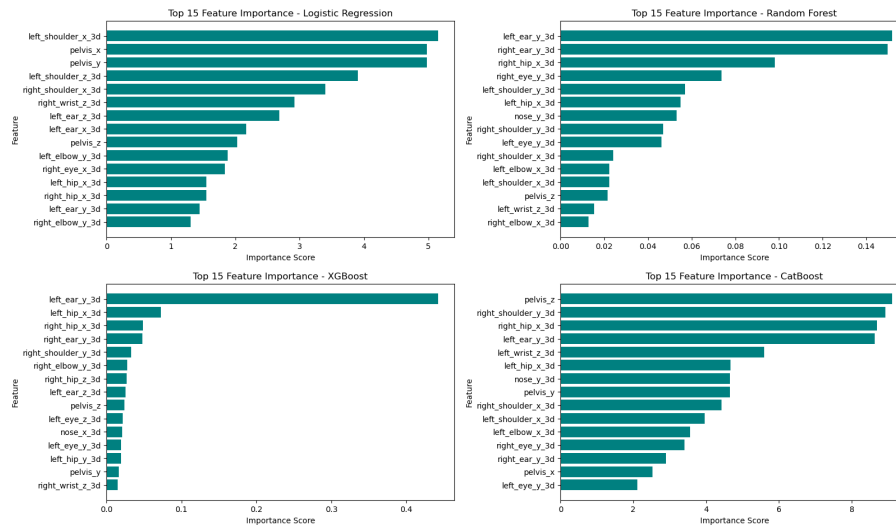 Top 15 Feature Importance - Logistic Regression
left_shoulder_x_3d
pelvis_x
pelvis_y
left_shoulder_z_3d
right_shoulder_x_3d
right_wrist_z_3d
left_ear_z_3d
left_ear_x_3d
pelvis_z
left_elbow_y_3d
right_eye_x_3d
left_hip_x_3d
right_hip_x_3d
left_ear_y_3d
right_elbow_y_3d
Feature
0 1 2 3 4 5
Importance Score
Top 15 Feature Importance - Random Forest
left_ear_y_3d
right_ear_y_3d
right_hip_x_3d
right_eye_y_3d
left_shoulder_y_3d
left_hip_x_3d
nose_y_3d
right_shoulder_y_3d
left_eye_y_3d
right_shoulder_x_3d
left_elbow_x_3d
left_shoulder_x_3d
pelvis_z
left_wrist_z_3d
right_elbow_x_3d
Feature
0.00 0.02 0.04 0.06 0.08 0.10 0.12 0.14
Importance Score
Top 15 Feature Importance - XGBoost
left_ear_y_3d
left_hip_x_3d
right_hip_x_3d
right_ear_y_3d
right_shoulder_y_3d
right_elbow_y_3d
right_hip_z_3d
left_ear_z_3d
pelvis_z
left_eye_z_3d
nose_x_3d
left_eye_y_3d
left_hip_y_3d
pelvis_y
right_wrist_z_3d
Feature
0.0 0.1 0.2 0.3 0.4
Importance Score
Top 15 Feature Importance - CatBoost
pelvis_z
right_shoulder_y_3d
right_hip_x_3d
left_ear_y_3d
left_wrist_z_3d
left_hip_x_3d
nose_y_3d
pelvis_y
right_shoulder_x_3d
left_shoulder_x_3d
left_elbow_x_3d
right_eye_y_3d
right_ear_y_3d
pelvis_x
left_eye_y_3d
Feature
0 2 4 6 8
Importance Score